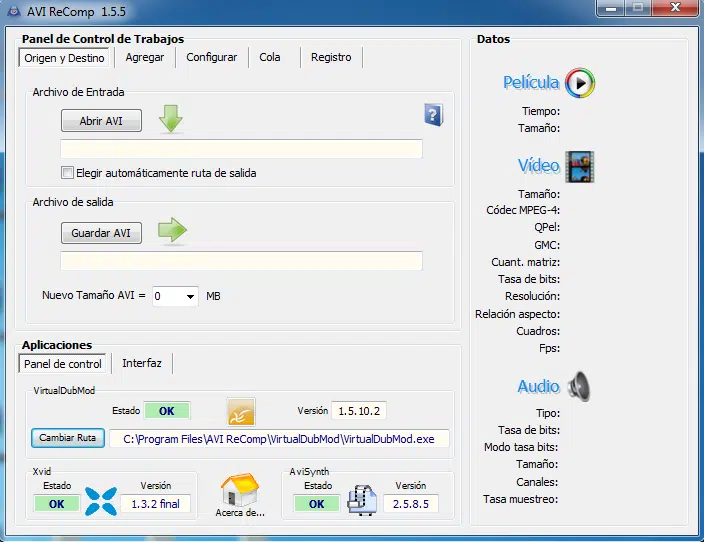 AVI ReComp 1.5.5
Panel de Control de Trabajos
Origen y Destino
Agregar
Configurar
Cola
Registro
Archivo de Entrada
Abrir AVI
?
Elegir automáticamente ruta de salida
Archivo de salida
Guardar AVI
Nuevo Tamaño AVI = 0 MB
Aplicaciones
Panel de control
Interfaz
VirtualDubMod
Estado OK
Versión 1.5.10.2
Cambiar Ruta
C:\Program Files\AVI ReComp\VirtualDubMod\VirtualDubMod.exe
Xvid
Estado
OK
Versión
1.3.2 final
Acerca de...
AviSynth
Estado
OK
Versión
2.5.8.5
Datos
Película
Tiempo:
Tamaño:
Vídeo
Tamaño:
Códec MPEG-4:
QPel:
GMC:
Cuant. matriz:
Tasa de bits:
Resolución:
Relación aspecto:
Cuadros:
Fps:
Audio
Tipo:
Tasa de bits:
Modo tasa bits:
Tamaño:
Canales:
Tasa muestreo: